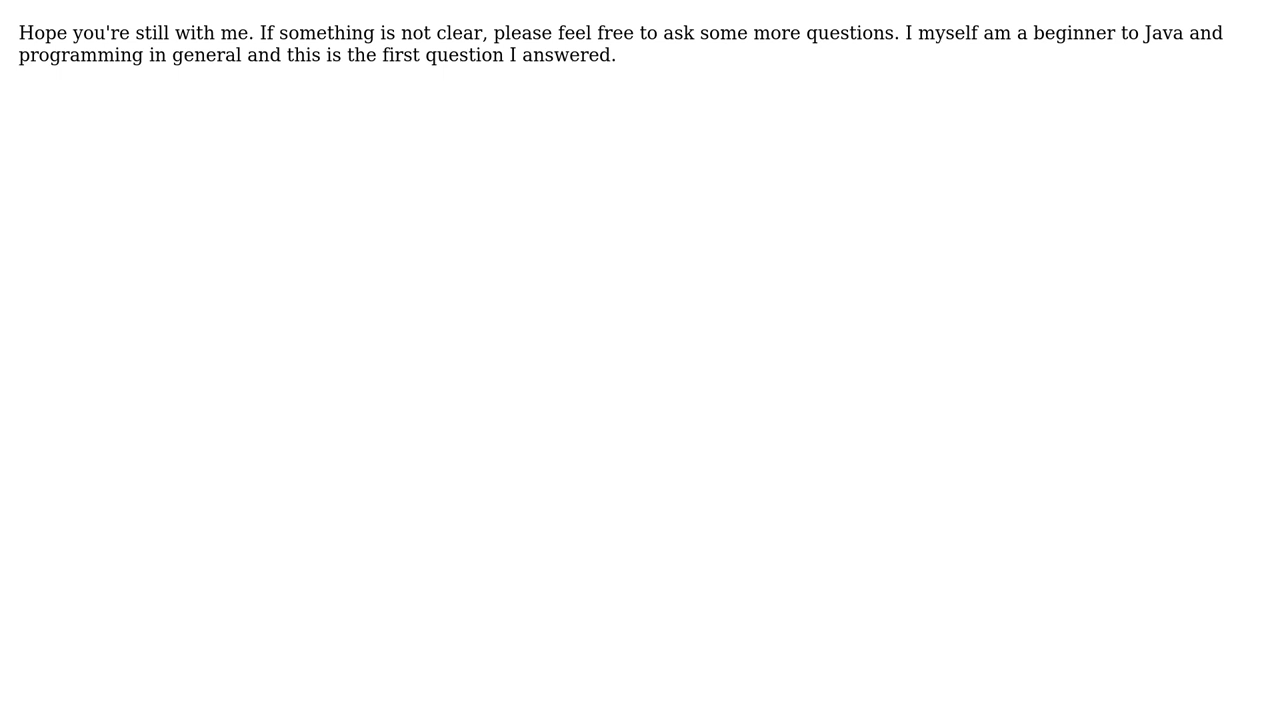 Hope you're still with me. If something is not clear, please feel free to ask some more questions. I myself am a beginner to Java and
programming in general and this is the first question I answered.